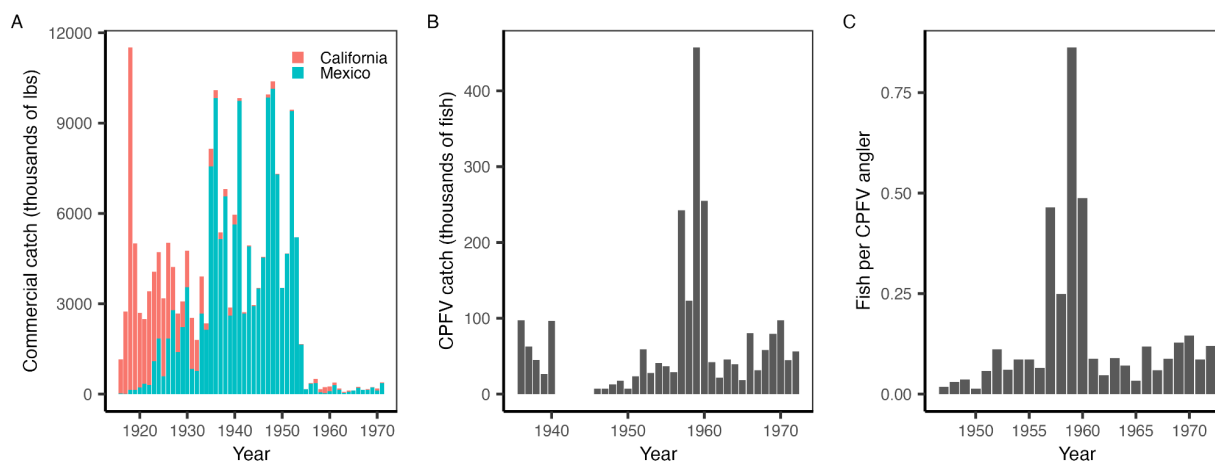 A
Commercial catch (thousands of lbs)
12000
9000
6000
3000
0
California
Mexico
1920 1930 1940 1950 1960 1970
Year
B
CPFV catch (thousands of fish)
400
300
200
100
0
1940 1950 1960 1970
Year
C
Fish per CPFV angler
0.75
0.50
0.25
0.00
1950 1955 1960 1965 1970
Year